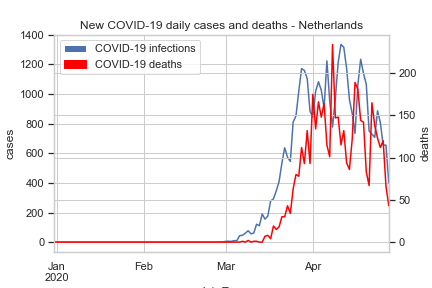 New COVID-19 daily cases and deaths - Netherlands
COVID-19 infections
COVID-19 deaths
cases
1400
1200
1000
800
600
400
200
0
deaths
200
150
100
50
0
Jan
2020
Feb
Mar
Apr